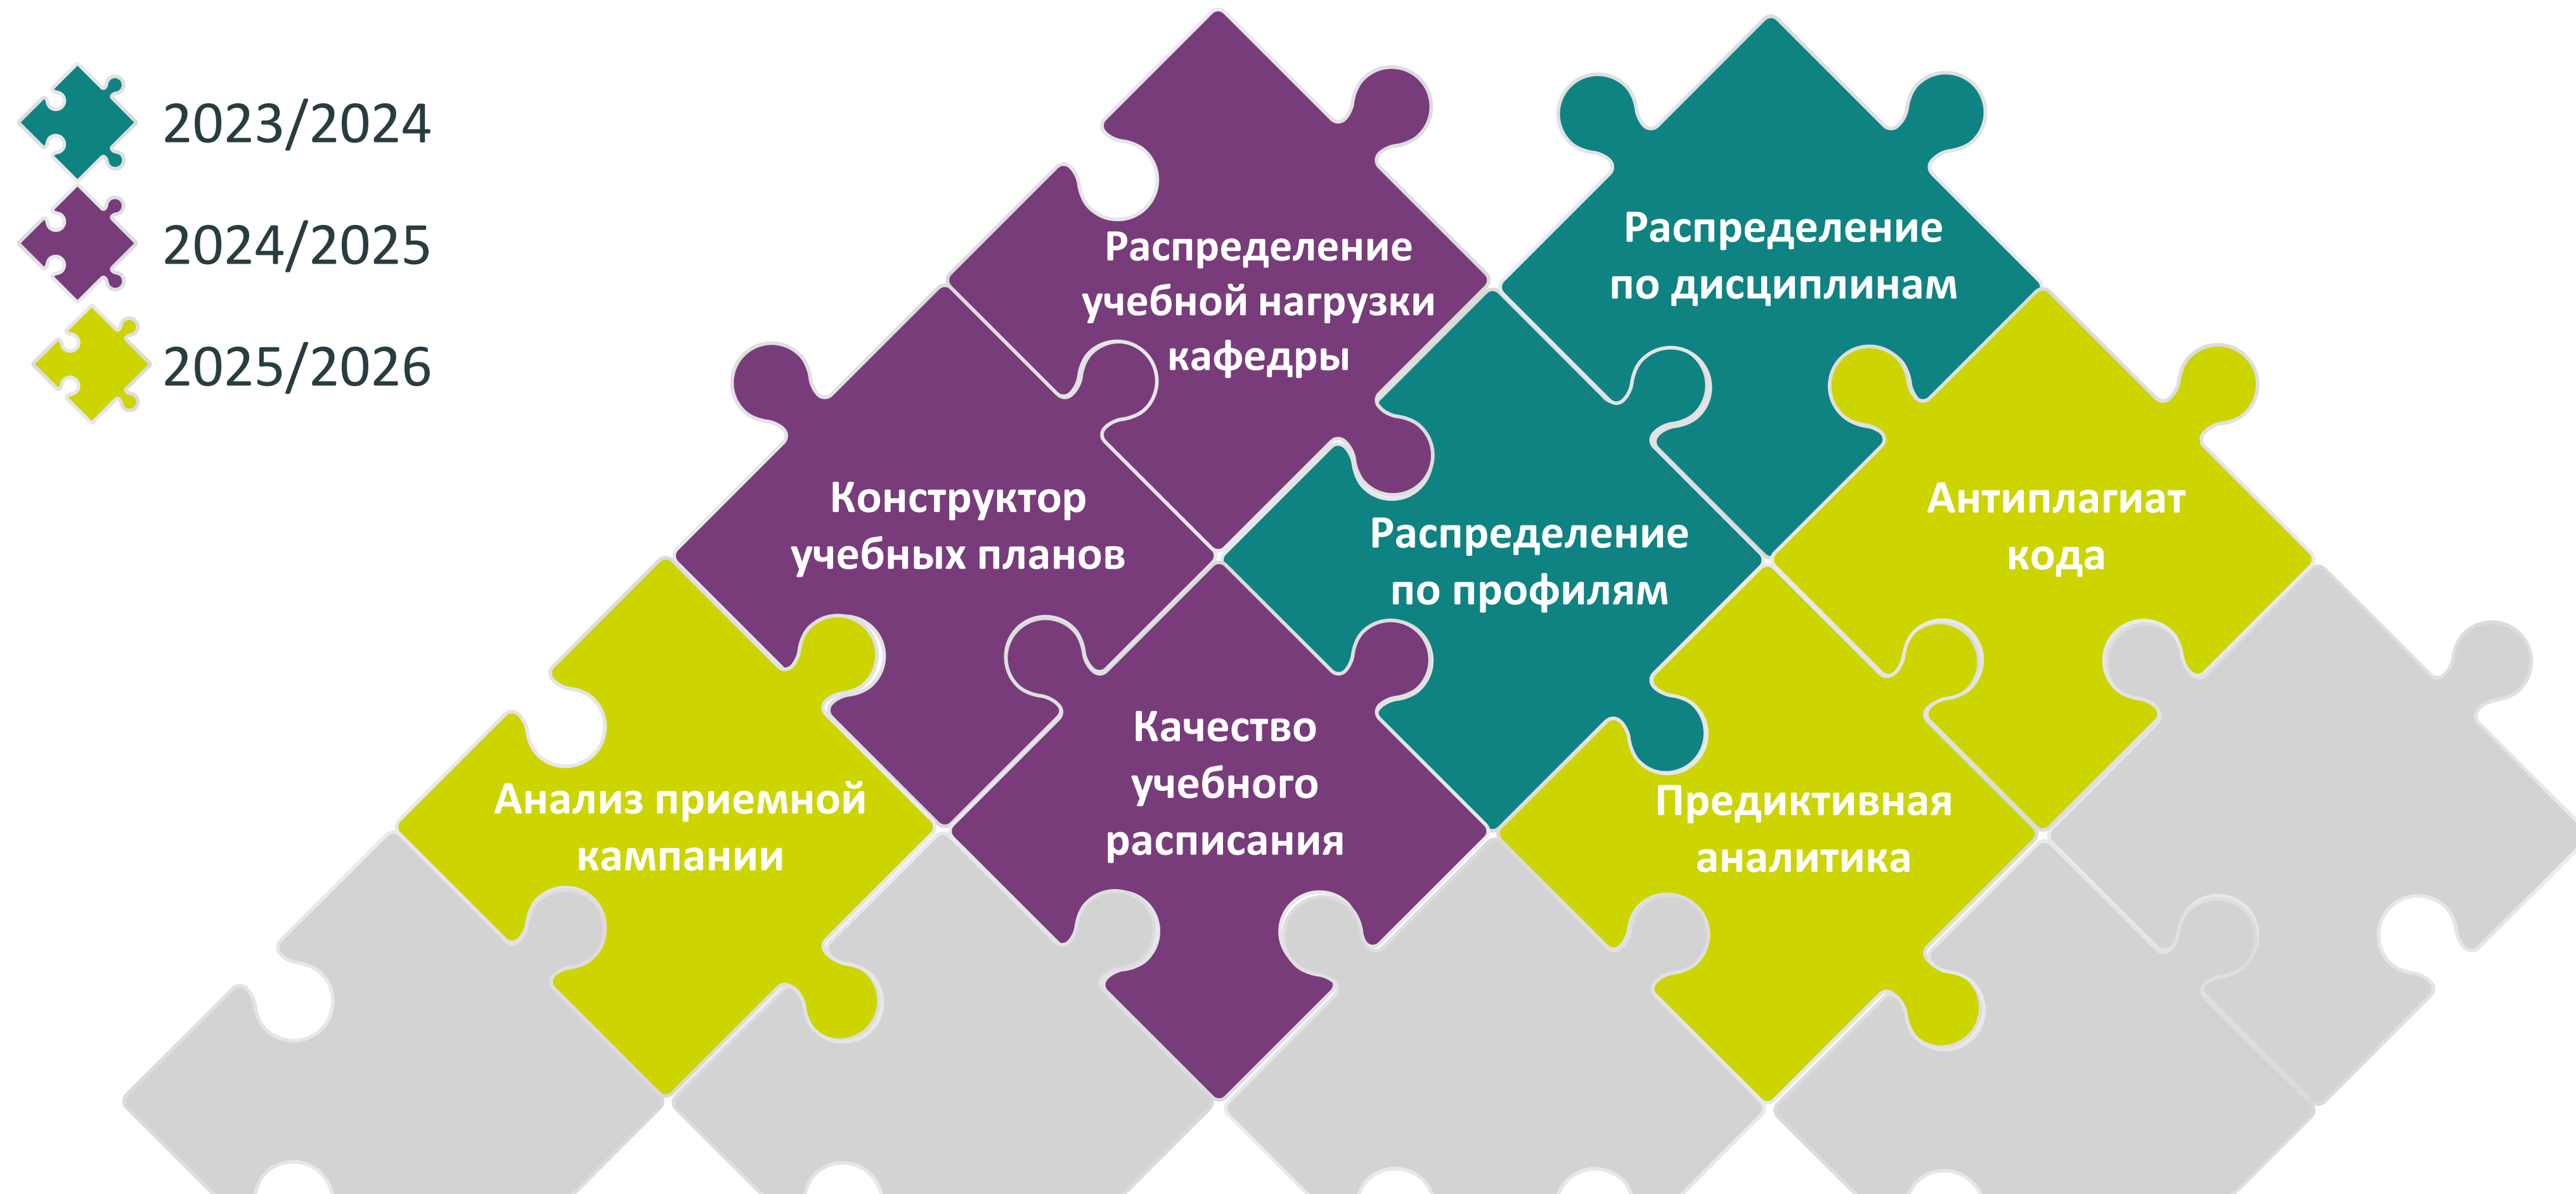 2023/2024
2024/2025
2025/2026
Распределение
учебной нагрузки
кафедры
Распределение
по дисциплинам
Конструктор
учебных планов
Распределение
по профилям
Антиплагиат
кода
Анализ приемной
кампании
Качество
учебного
расписания
Предиктивная
аналитика